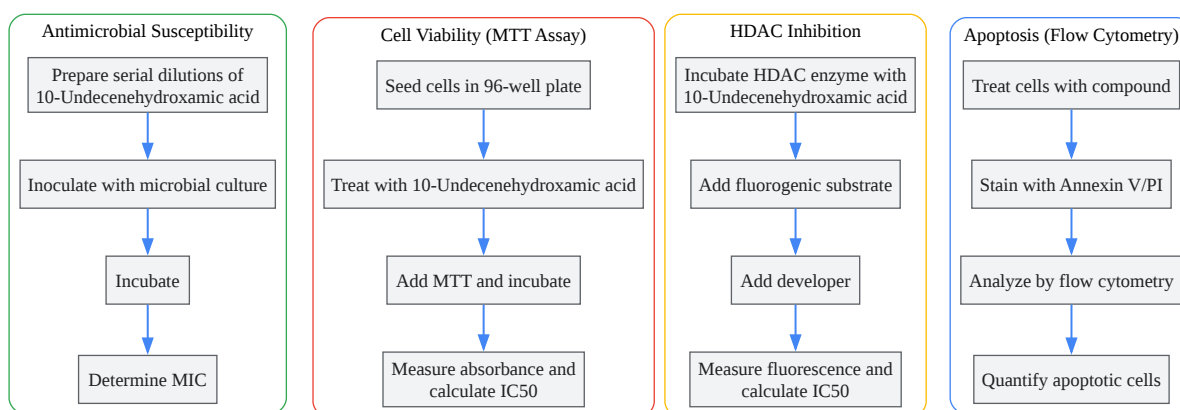 Antimicrobial Susceptibility
Prepare serial dilutions of
10-Undecenehydroxamic acid
Inoculate with microbial culture
Incubate
Determine MIC
Cell Viability (MTT Assay)
Seed cells in 96-well plate
Treat with 10-Undecenehydroxamic acid
Add MTT and incubate
Measure absorbance and
calculate IC50
HDAC Inhibition
Incubate HDAC enzyme with
10-Undecenehydroxamic acid
Add fluorogenic substrate
Add developer
Measure fluorescence and
calculate IC50
Apoptosis (Flow Cytometry)
Treat cells with compound
Stain with Annexin V/PI
Analyze by flow cytometry
Quantify apoptotic cells